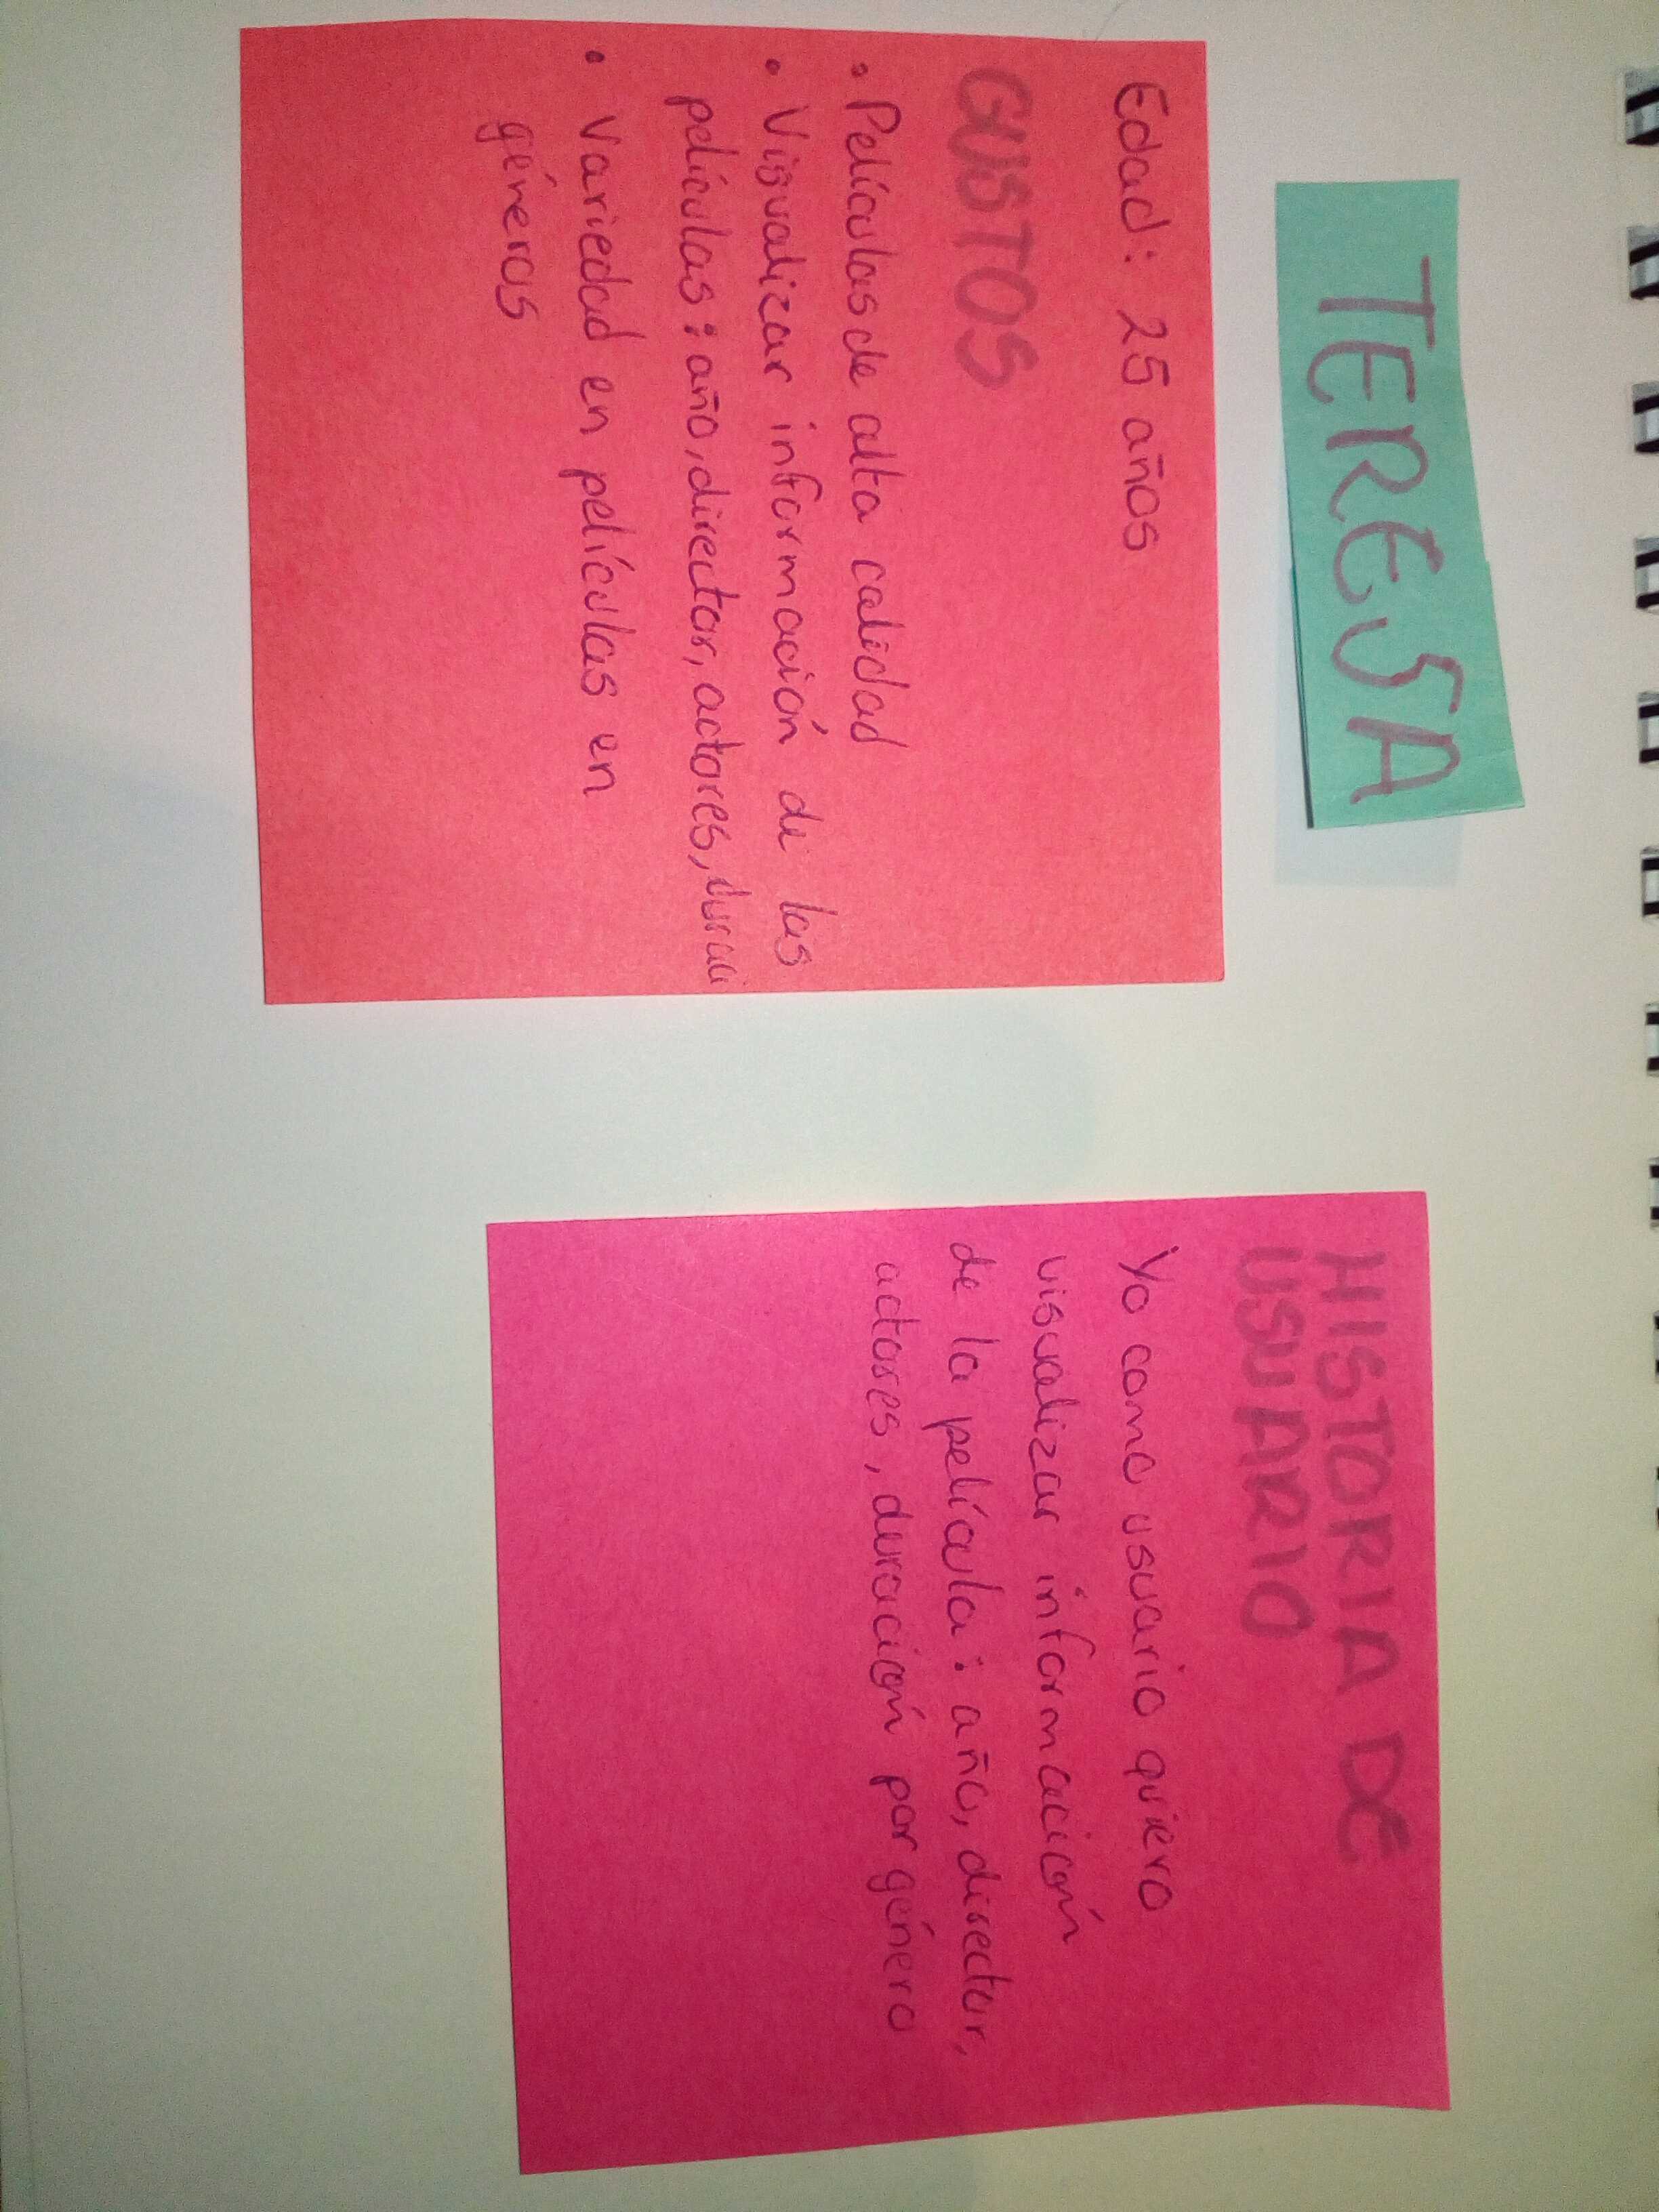 TERESA
Edad: 25 años
GUSTOS
• Películas de alta calidad
• Visualizar información de las
películas: año, director, actores, duraci
• Variedad en películas en
géneros
HISTORIA DE
USUARIO
Yo como usuario quiero
visualizar información
de la película: año, director,
actores, duración por género